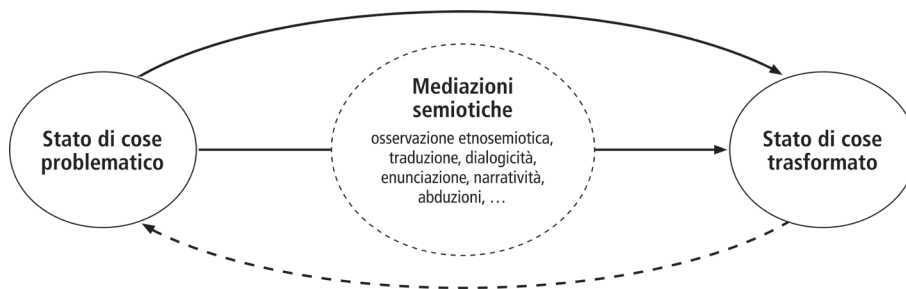 Stato di cose
problematico
Mediazioni
semiotiche
osservazione etnosemiotica,
traduzione, dialogicità,
enunciazione, narratività,
abduzioni, ...
Stato di cose
trasformato